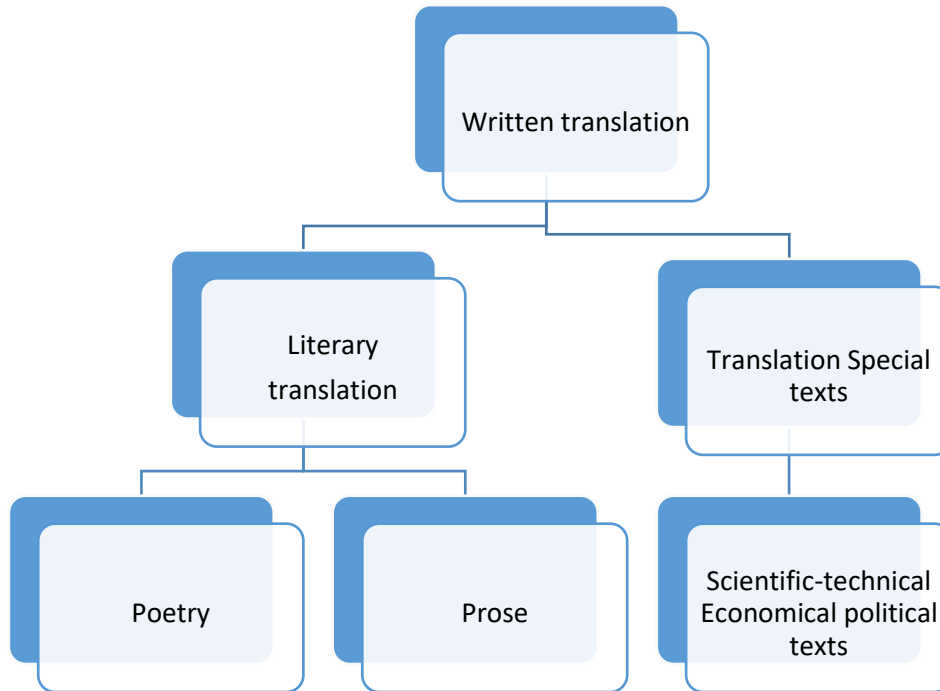 Written translation
Literary
translation
Translation Special
texts
Poetry
Prose
Scientific-technical
Economical political
texts